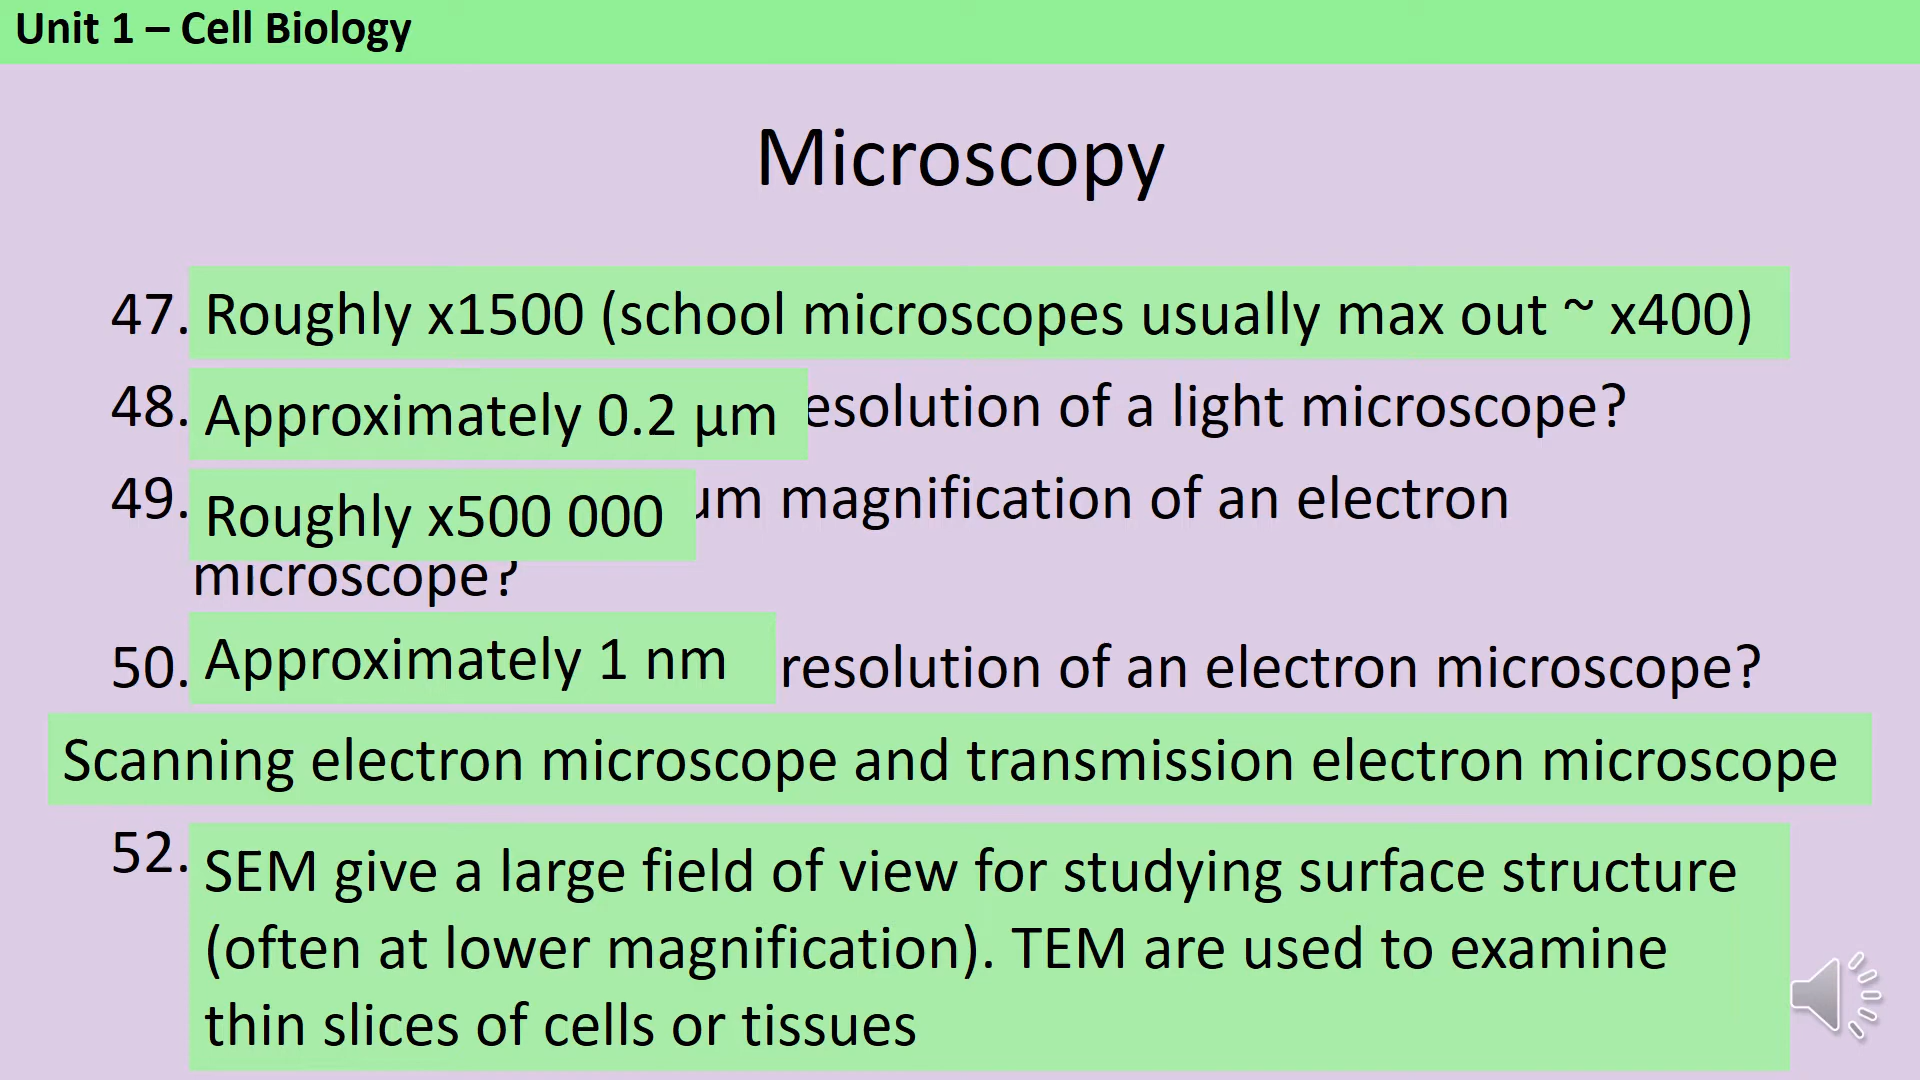 Unit 1 – Cell Biology
Microscopy
47. Roughly x1500 (school microscopes usually max out ~ x400)
48. Approximately 0.2 µm esolution of a light microscope?
49. Roughly x500 000 um magnification of an electron
microscope?
50. Approximately 1 nm resolution of an electron microscope?
Scanning electron microscope and transmission electron microscope
52. SEM give a large field of view for studying surface structure
(often at lower magnification). TEM are used to examine
thin slices of cells or tissues